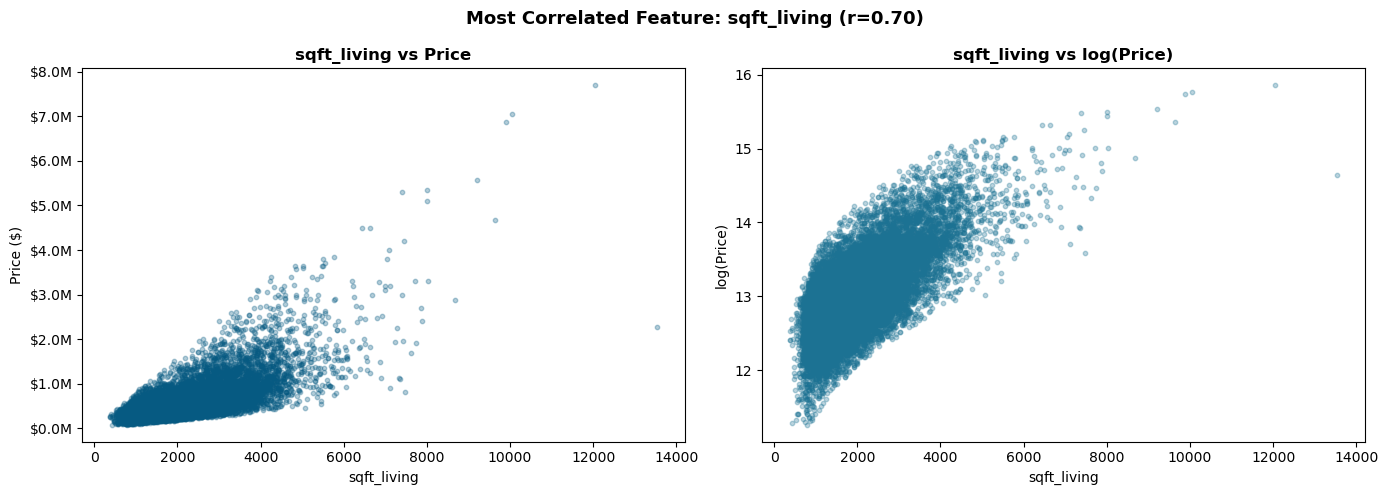 Most Correlated Feature: sqft_living (r=0.70)
sqft_living vs Price
$8.0M
$7.0M
$6.0M
$5.0M
$4.0M
$3.0M
$2.0M
$1.0M
$0.0M
Price ($)
0 2000 4000 6000 8000 10000 12000 14000
sqft_living
sqft_living vs log(Price)
16
15
14
13
12
log(Price)
0 2000 4000 6000 8000 10000 12000 14000
sqft_living